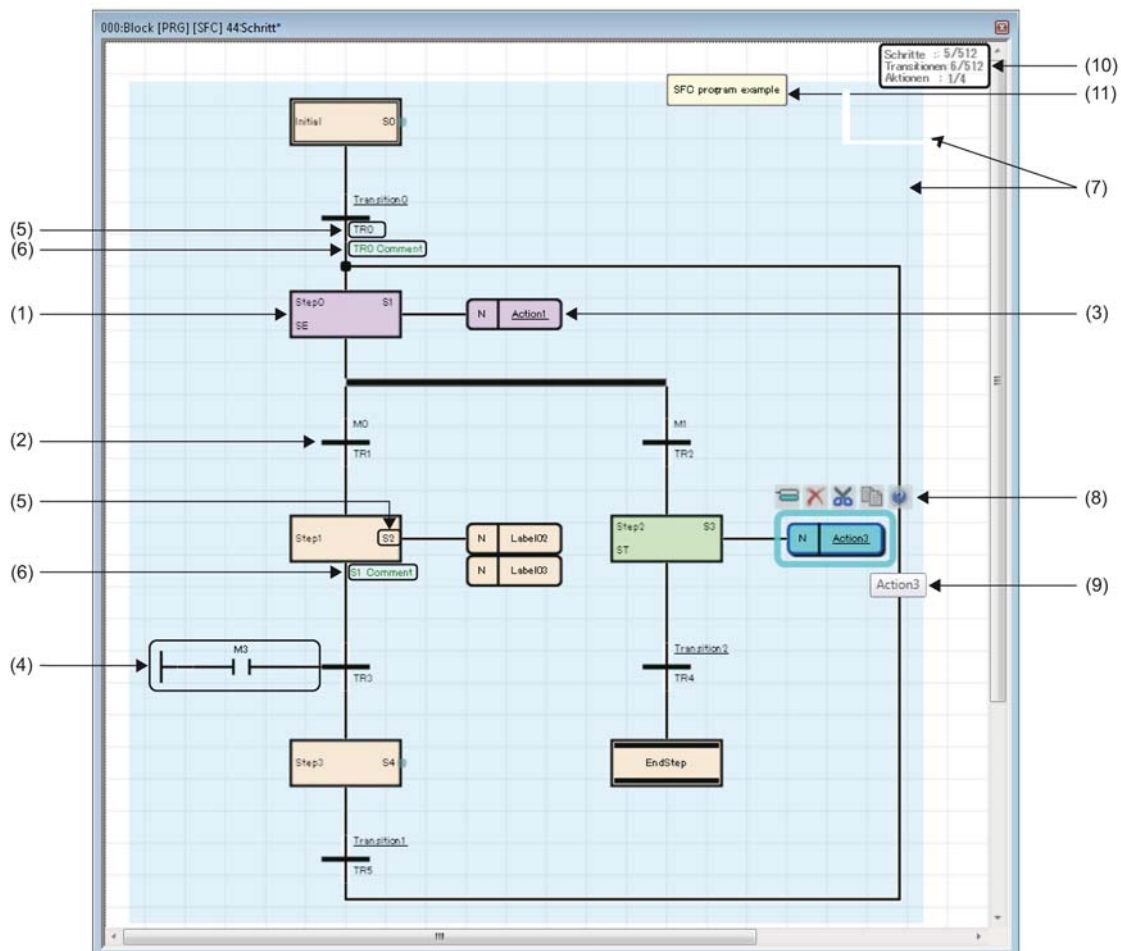 000:Block [PRG] [SFC] 44:Schritt*
Schritte : 5/512
Transitionen 6/512
Aktionen : 1/4
(10)
SFC program example
(11)
Initial S0
(7)
Transition0
(5)
TR0
(6)
TR0 Comment
(1)
Step0 S1
SE
N Action1
(3)
(2)
M0
TR1
M1
TR2
(5)
(8)
Step1 S2
N Label02
N Label03
Step2 S3
ST
N Action3
(6)
S1 Comment
Action3
(9)
(4)
M3
TR3
Transition2
TR4
Step3 S4
EndStep
Transition1
TR5